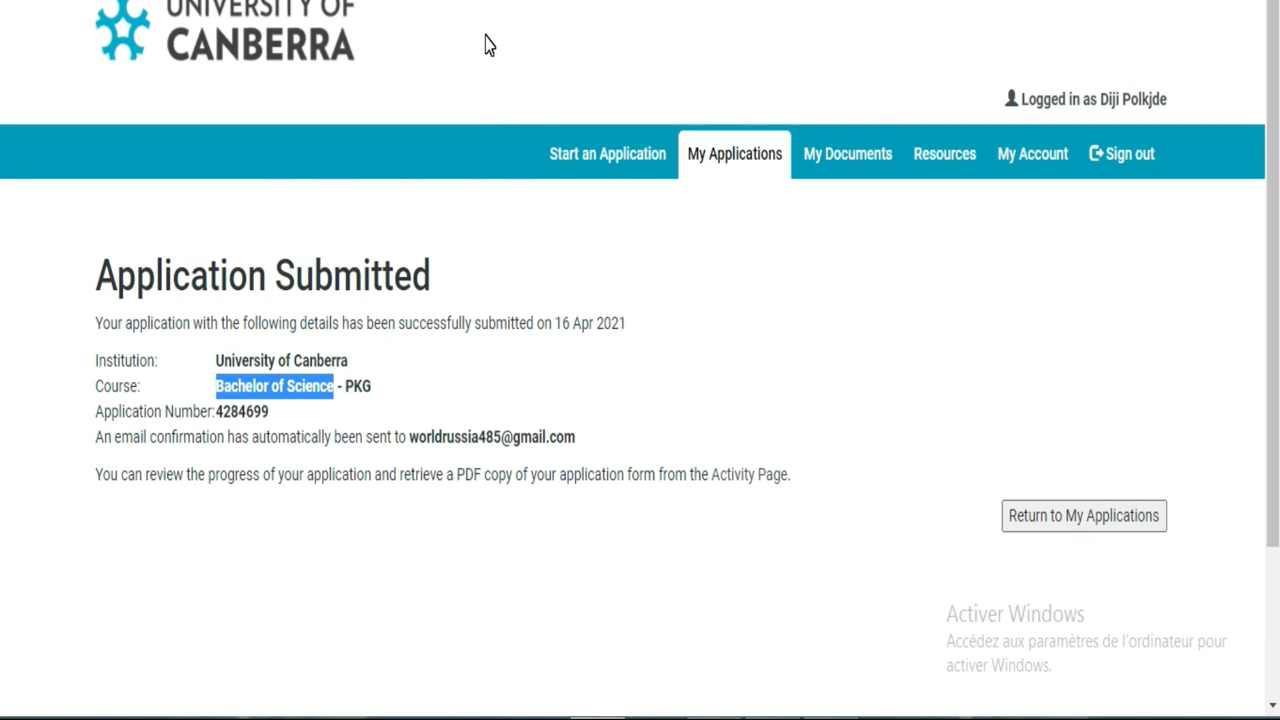 UNIVERSITY OF
CANBERRA
Logged in as Diji Polkjde
Start an Application My Applications My Documents Resources My Account Sign out
Application Submitted
Your application with the following details has been successfully submitted on 16 Apr 2021
Institution: University of Canberra
Course: Bachelor of Science - PKG
Application Number: 4284699
An email confirmation has automatically been sent to worldrussia485@gmail.com
You can review the progress of your application and retrieve a PDF copy of your application form from the Activity Page.
Return to My Applications
Activer Windows
Accédez aux paramètres de l'ordinateur pour
activer Windows.